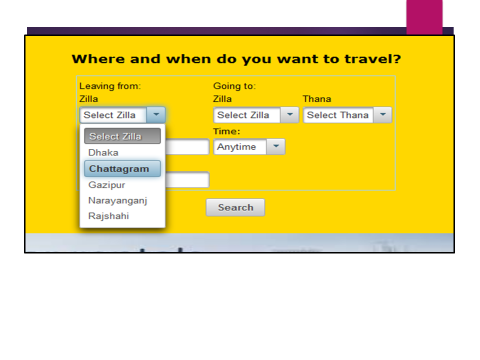 Where and when do you want to travel?
Leaving from: Going to:
Zilla Zilla Thana
Select Zilla Select Zilla Select Thana
Time:
Select Zilla
Dhaka Anytime
Chattagram
Gazipur
Narayanganj
Rajshahi
Search